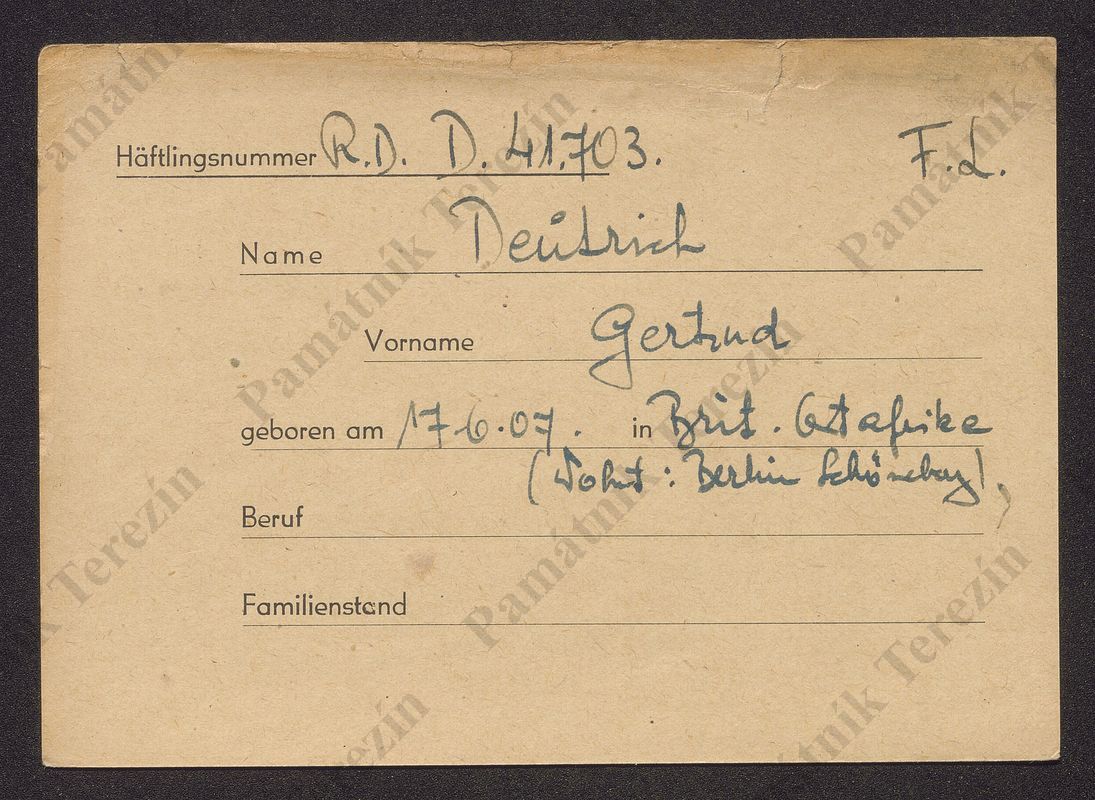 Häftlingsnummer R.D. D. 41.703. F.L.
Name Deutrich
Vorname Gertrud
geboren am 17.6.07. in Brit. Ostafrika
(Wohnt: Berlin Schöneberg),
Beruf
Familienstand
Památník Terezín